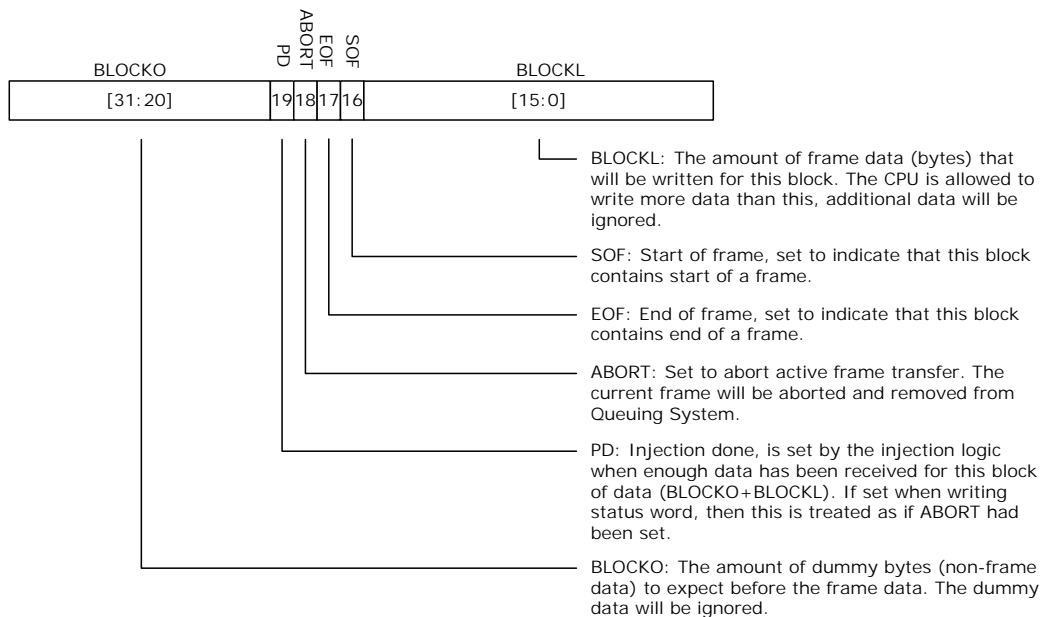 PD
ABORT
EOF
SOF
BLOCKO
BLOCKL
[31:20]
19
18
17
16
[15:0]
BLOCKL: The amount of frame data (bytes) that
will be written for this block. The CPU is allowed to
write more data than this, additional data will be
ignored.
SOF: Start of frame, set to indicate that this block
contains start of a frame.
EOF: End of frame, set to indicate that this block
contains end of a frame.
ABORT: Set to abort active frame transfer. The
current frame will be aborted and removed from
Queuing System.
PD: Injection done, is set by the injection logic
when enough data has been received for this block
of data (BLOCKO+BLOCKL). If set when writing
status word, then this is treated as if ABORT had
been set.
BLOCKO: The amount of dummy bytes (non-frame
data) to expect before the frame data. The dummy
data will be ignored.